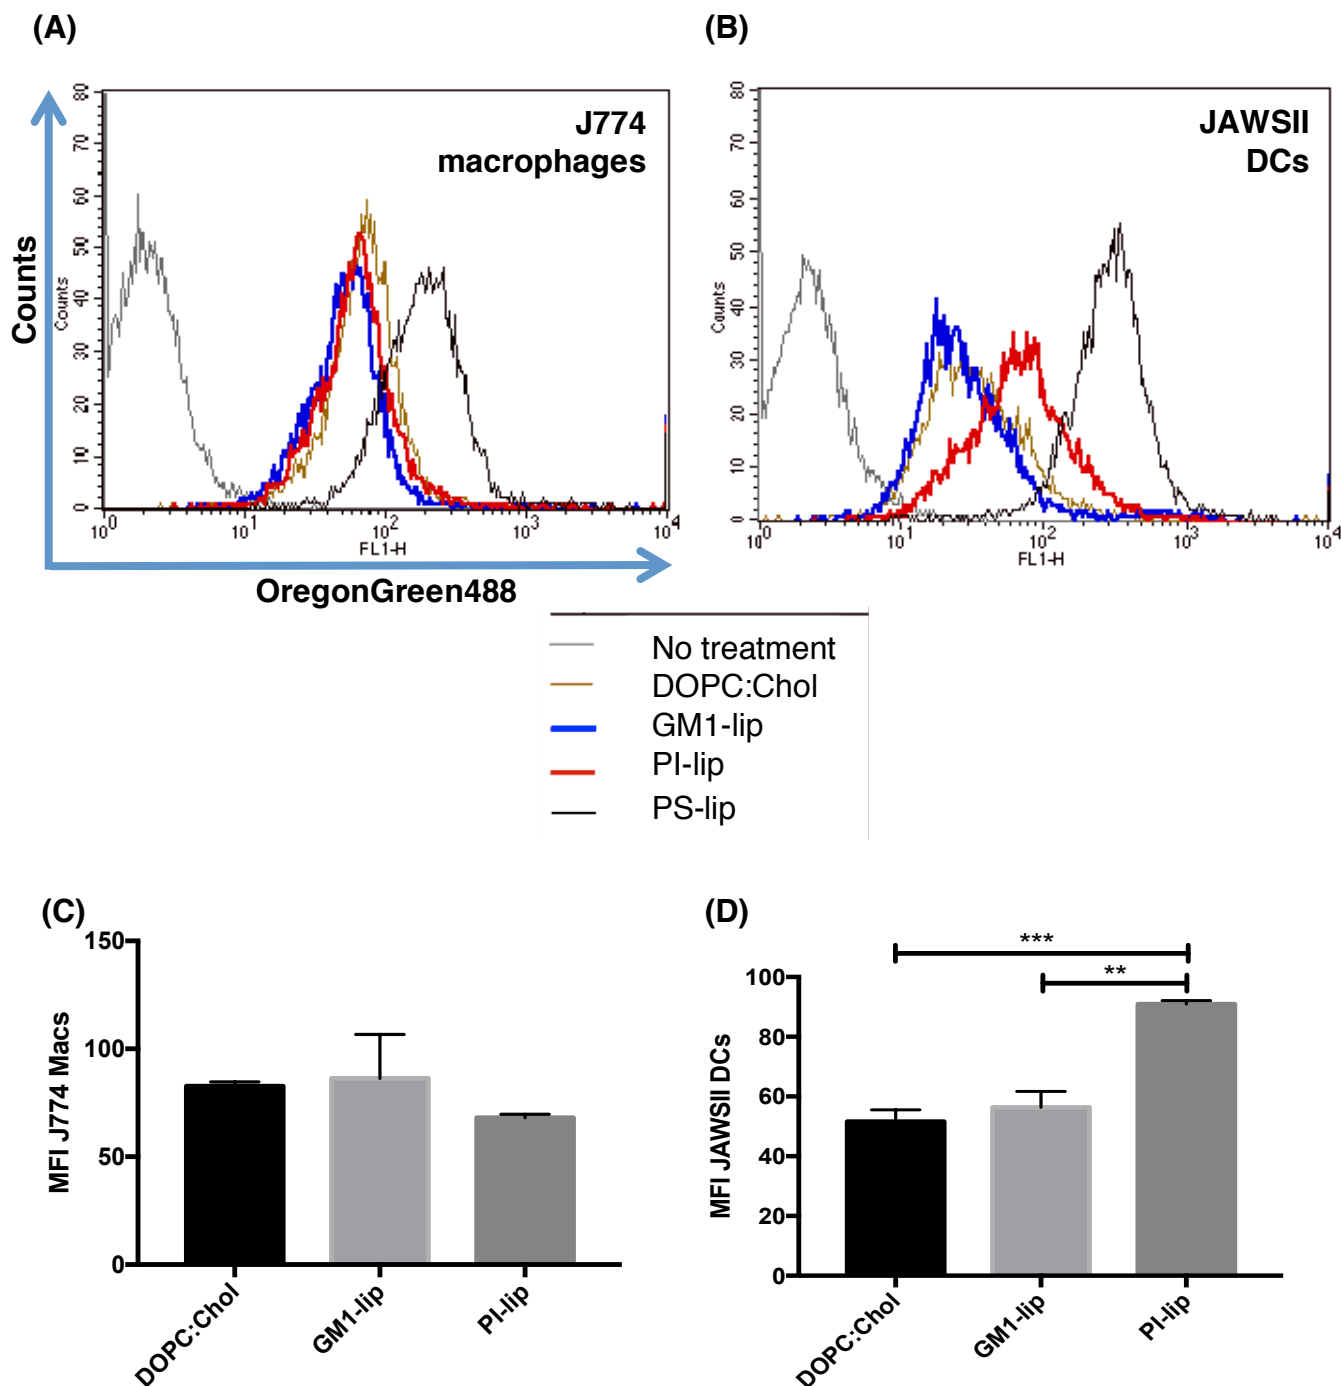 (A)
(B)
J774
macrophages
JAWSII
DCs
Counts
Counts
80
70
60
50
40
30
20
10
0
10^0
10^1
10^2
10^3
10^4
FL1-H
OregonGreen488
Counts
80
70
60
50
40
30
20
10
0
10^0
10^1
10^2
10^3
10^4
FL1-H
No treatment
DOPC:Chol
GM1-lip
PI-lip
PS-lip
(C)
MFI J774 Macs
150
100
50
0
DOPC:Chol
GM1-lip
PI-lip
(D)
***
**
MFI JAWSII DCs
100
80
60
40
20
0
DOPC:Chol
GM1-lip
PI-lip